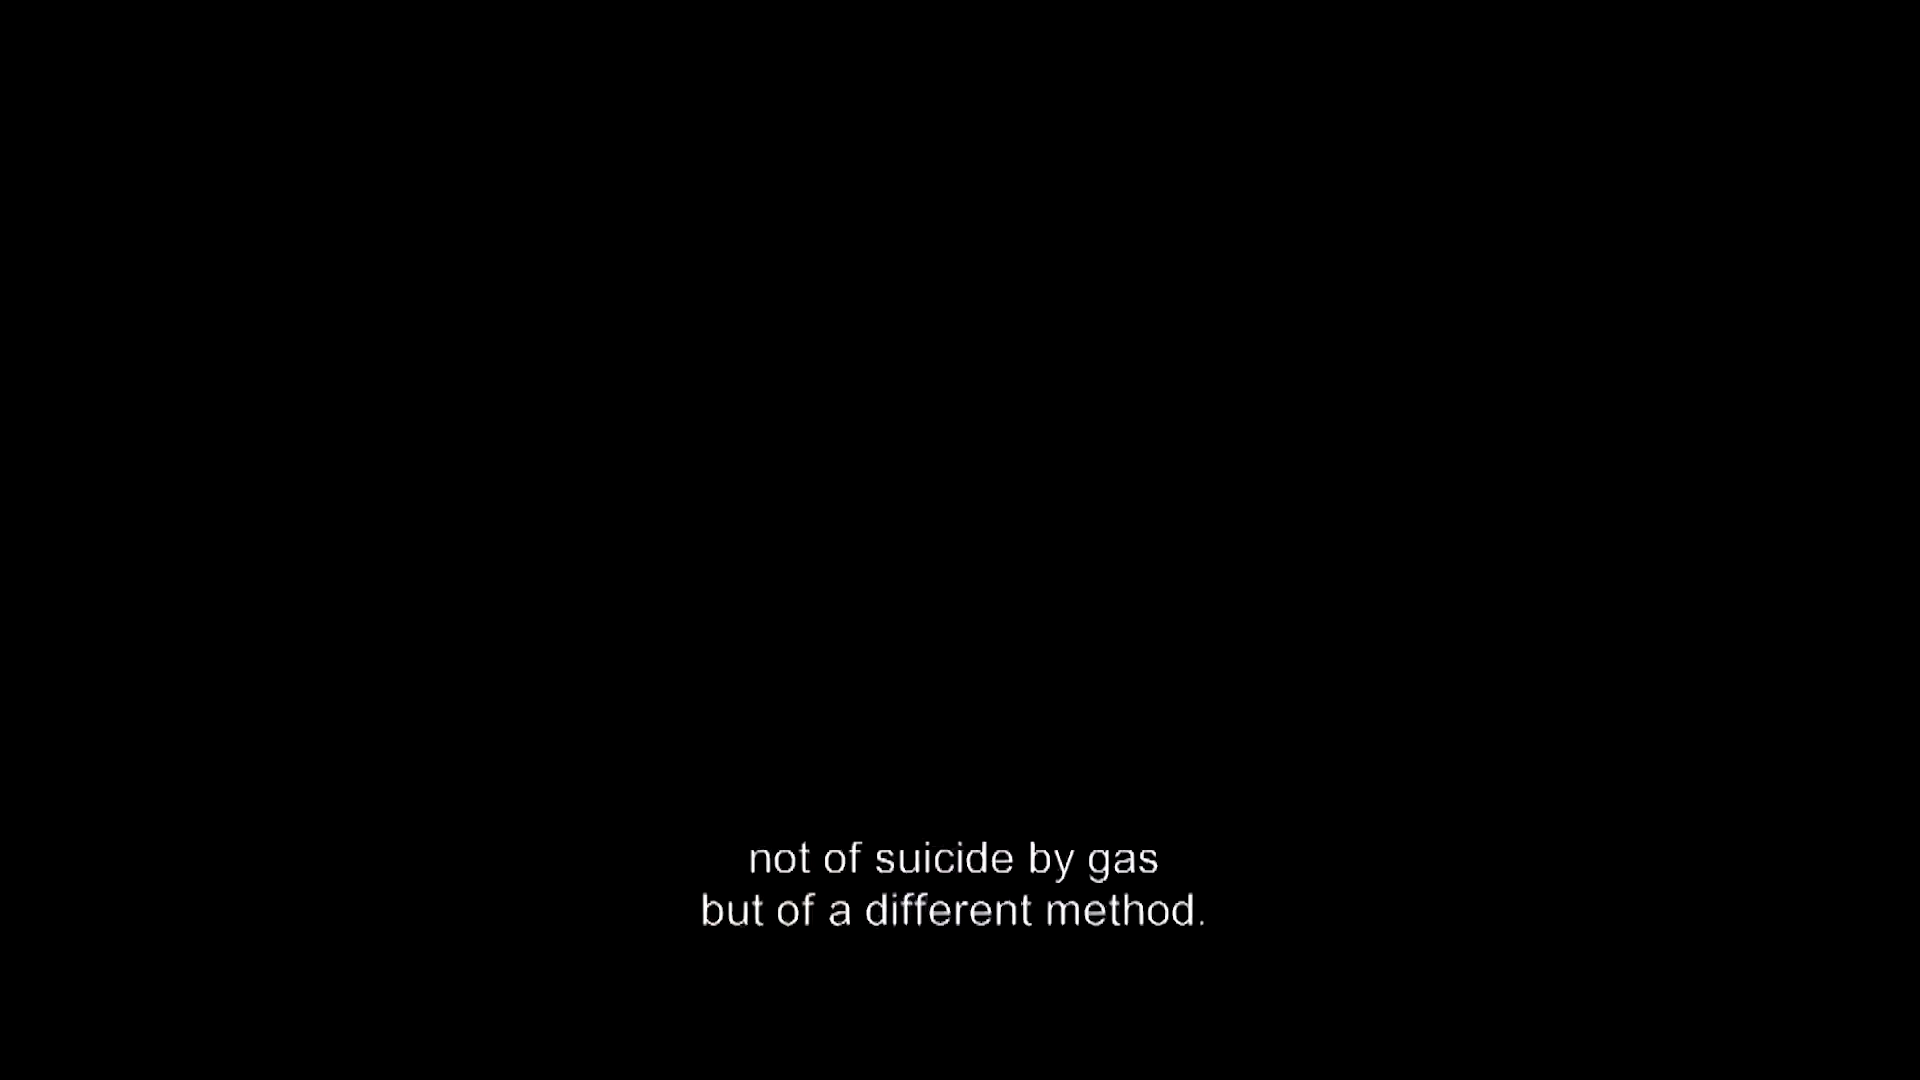 not of suicide by gas
but of a different method.